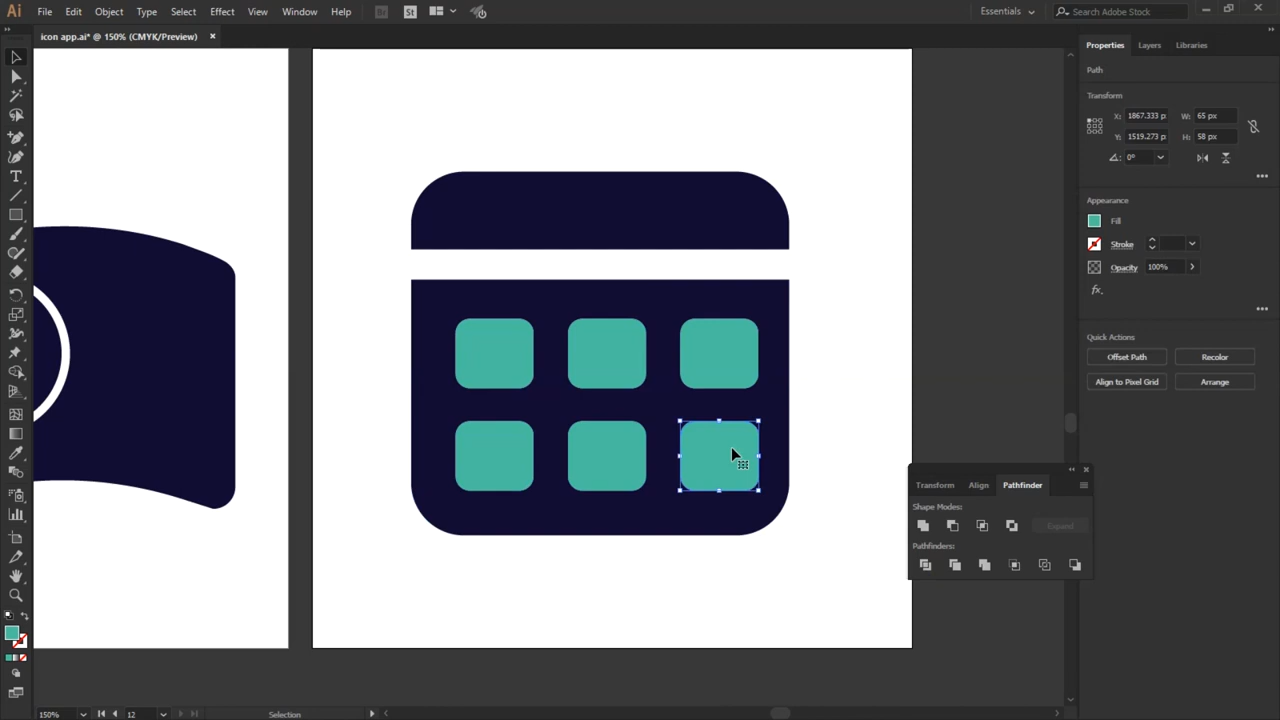 Ai File Edit Object Type Select Effect View Window Help Br St Essentials Search Adobe Stock
icon app.ai* @ 150% (CMYK/Preview) ×
Properties Layers Libraries
Path
Transform
X: 1867.333 p W: 65 px
Y: 1519.273 p H: 58 px
0°
Appearance
Fill
Stroke
Opacity 100%
fx.
Quick Actions
Offset Path Recolor
Align to Pixel Grid Arrange
Transform Align Pathfinder
Shape Modes:
Expand
Pathfinders:
150% 12 Selection